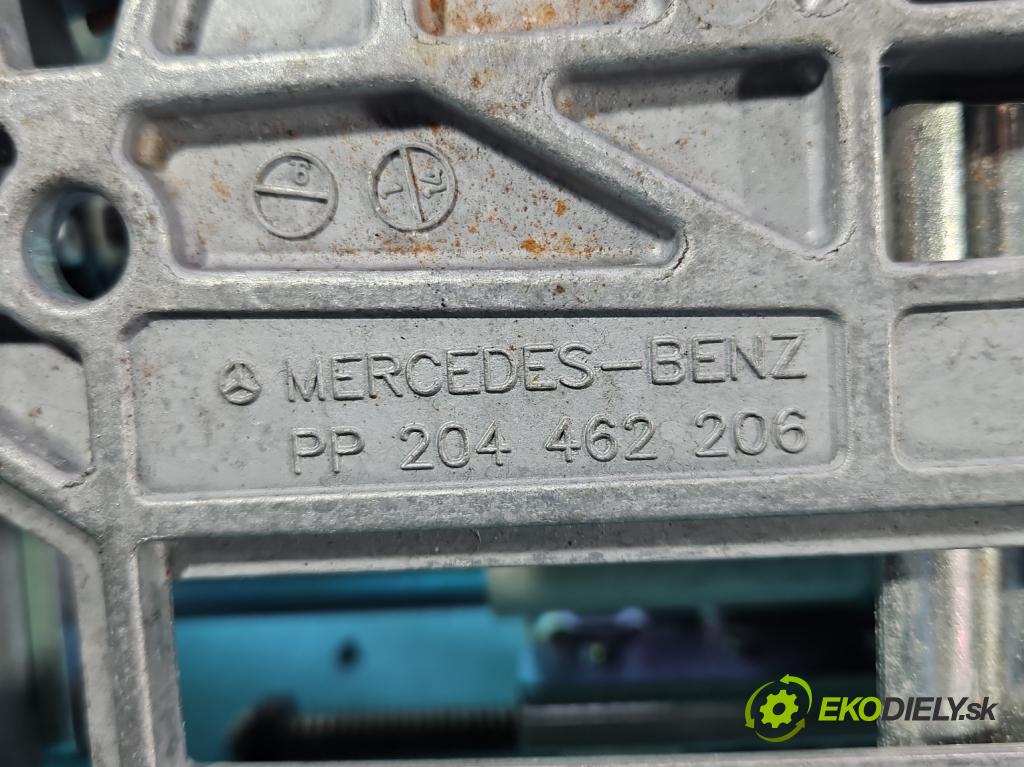 MERCEDES-BENZ
PP 204 462 206
EKODIELY.sk